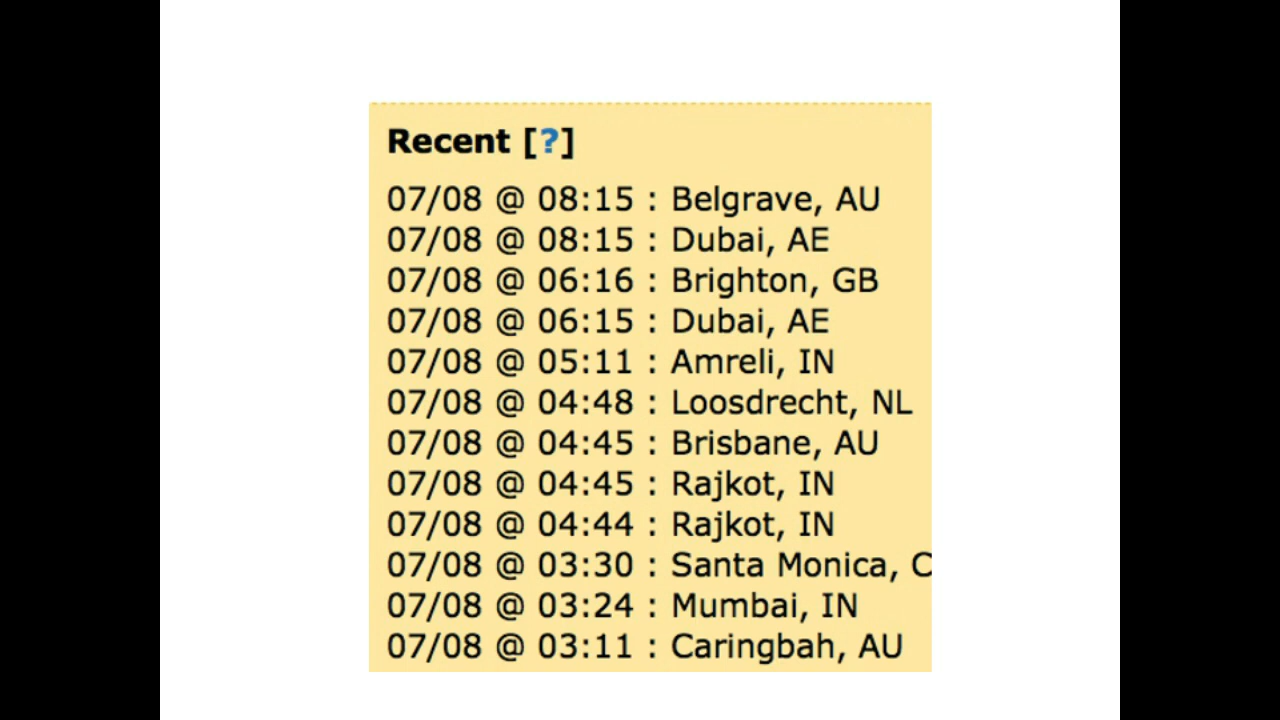 Recent [?]
07/08 @ 08:15 : Belgrave, AU
07/08 @ 08:15 : Dubai, AE
07/08 @ 06:16 : Brighton, GB
07/08 @ 06:15 : Dubai, AE
07/08 @ 05:11 : Amreli, IN
07/08 @ 04:48 : Loosdrecht, NL
07/08 @ 04:45 : Brisbane, AU
07/08 @ 04:45 : Rajkot, IN
07/08 @ 04:44 : Rajkot, IN
07/08 @ 03:30 : Santa Monica, C
07/08 @ 03:24 : Mumbai, IN
07/08 @ 03:11 : Caringbah, AU